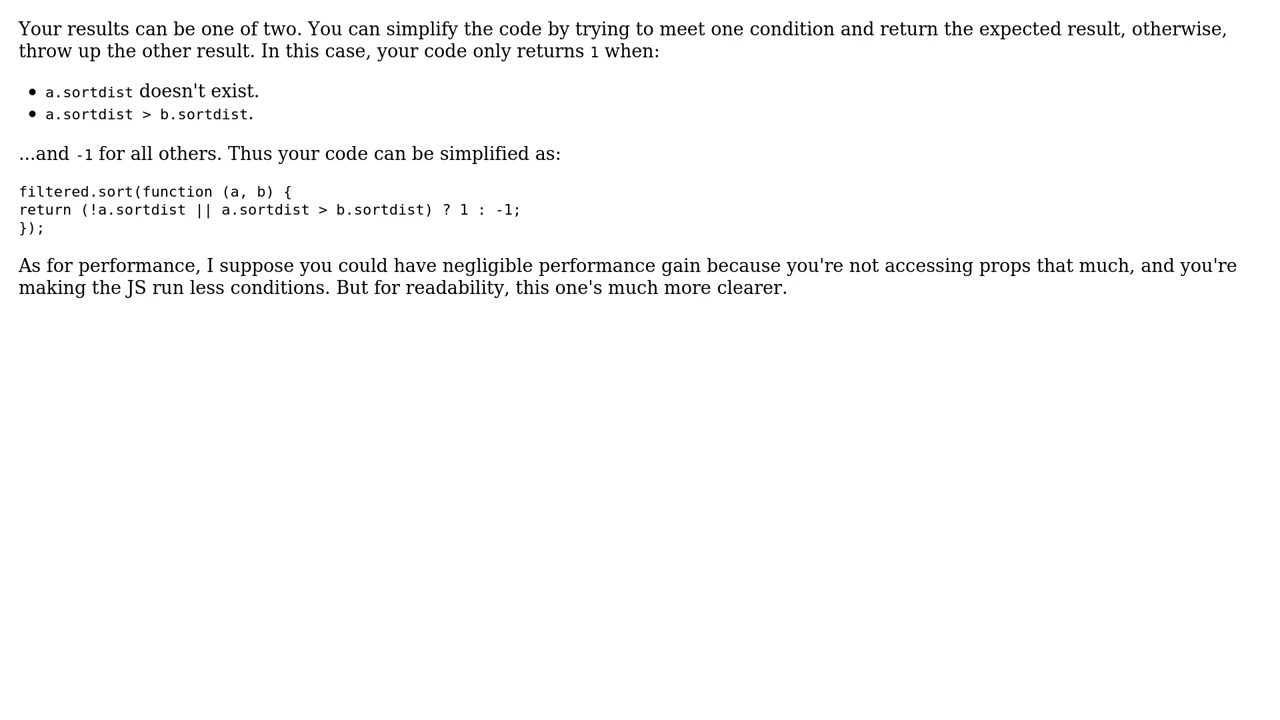 Your results can be one of two. You can simplify the code by trying to meet one condition and return the expected result, otherwise,
throw up the other result. In this case, your code only returns 1 when:
• a.sortdist doesn't exist.
• a.sortdist > b.sortdist.
...and -1 for all others. Thus your code can be simplified as:
filtered.sort(function (a, b) {
return (!a.sortdist || a.sortdist > b.sortdist) ? 1 : -1;
});
As for performance, I suppose you could have negligible performance gain because you're not accessing props that much, and you're
making the JS run less conditions. But for readability, this one's much more clearer.